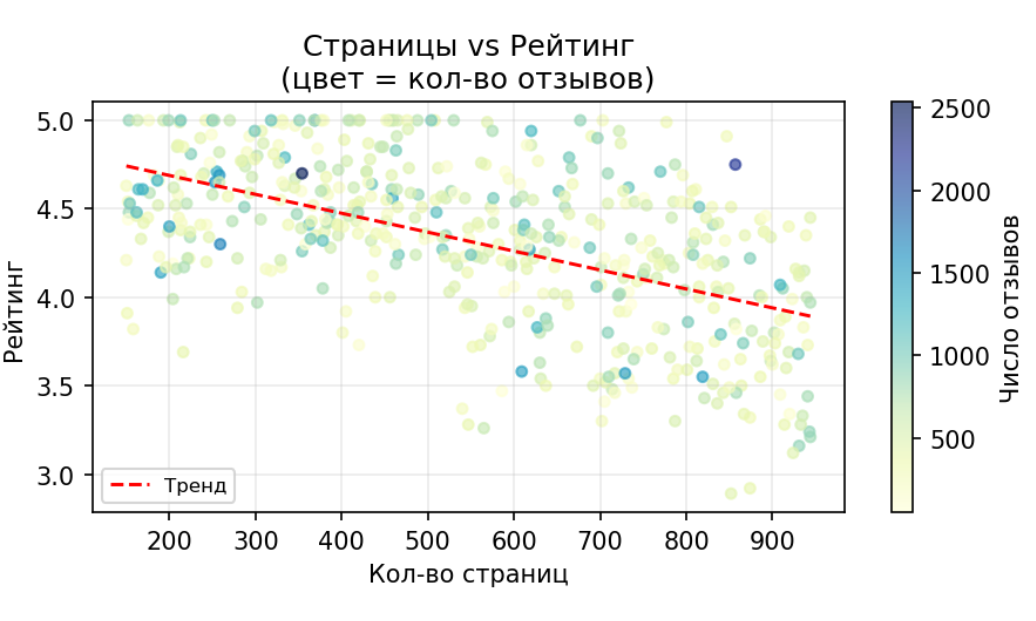 Страницы vs Рейтинг
(цвет = кол-во отзывов)
5.0
4.5
4.0
3.5
3.0
Рейтинг
Тренд
200 300 400 500 600 700 800 900
Кол-во страниц
2500
2000
1500
1000
500
Число отзывов